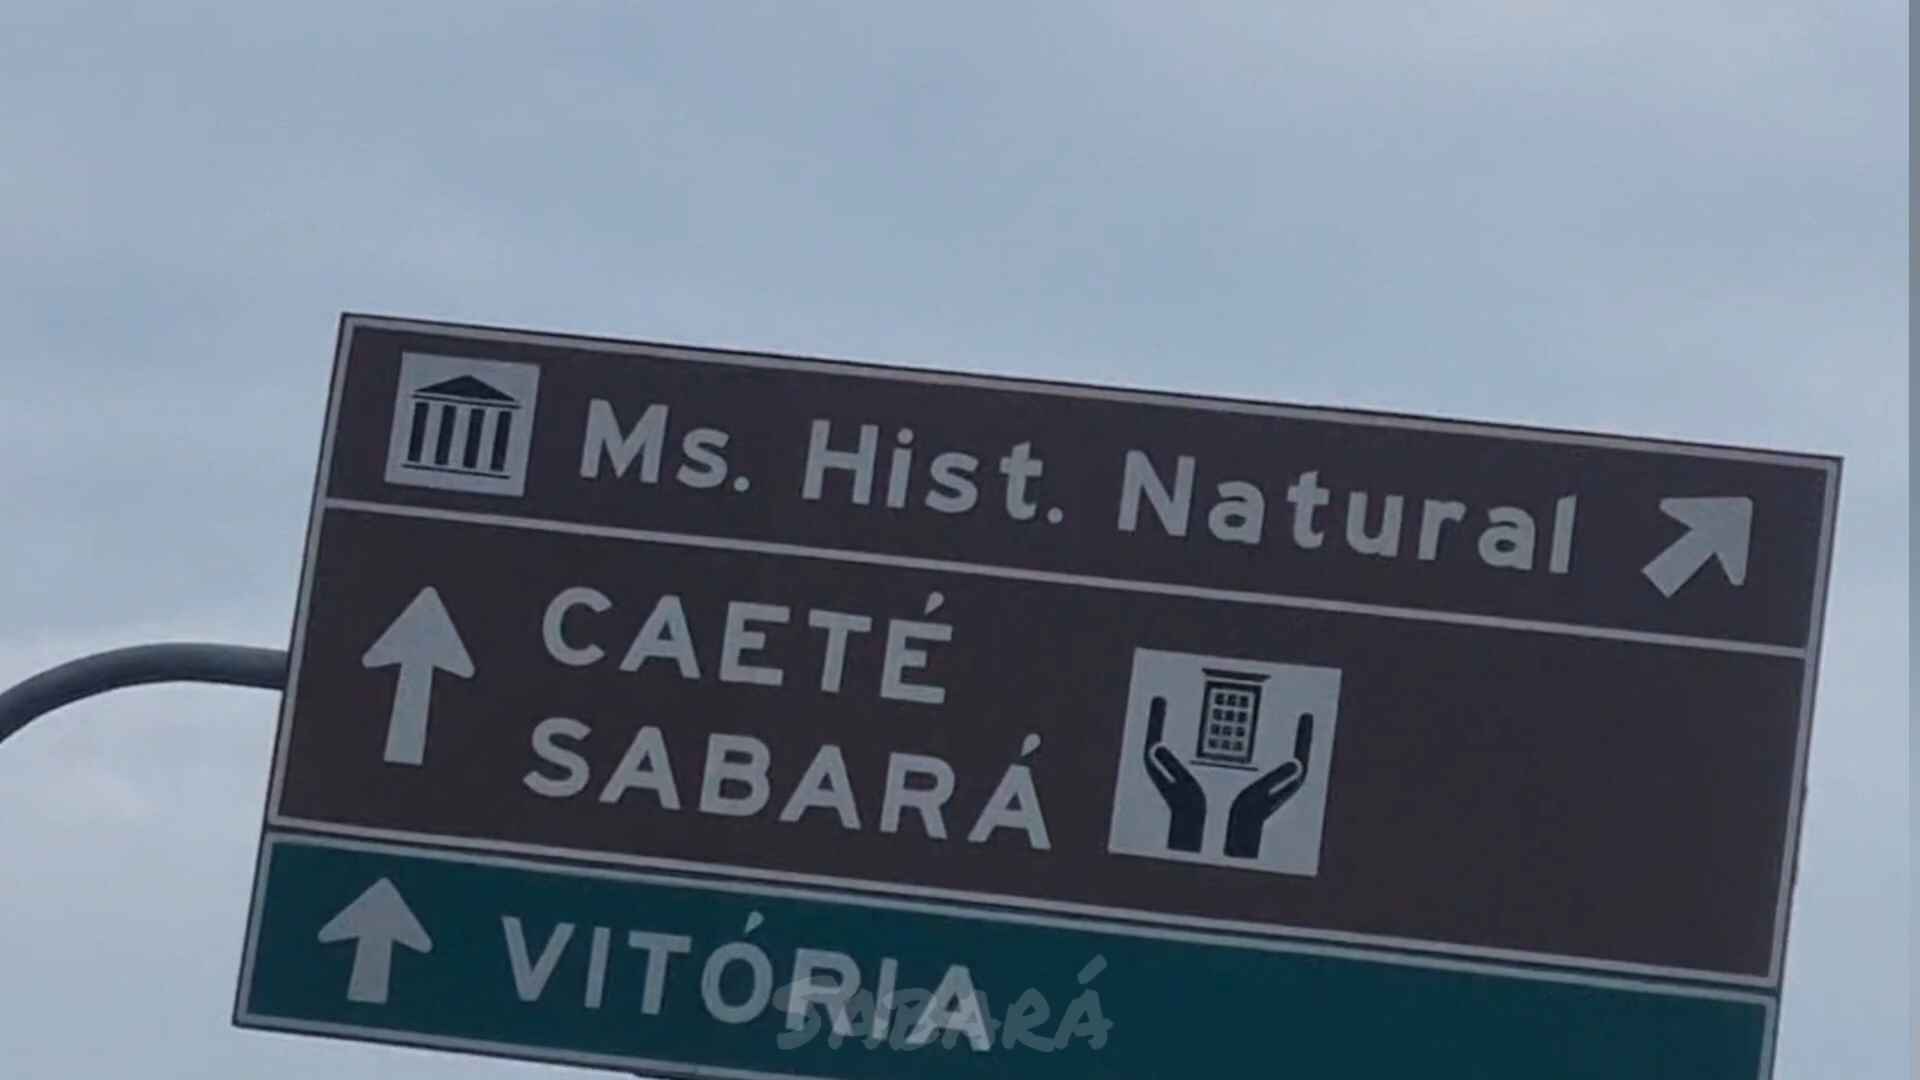 Ms. Hist. Natural
CAETÉ
SABARÁ
VITÓRIA
SABARÁ